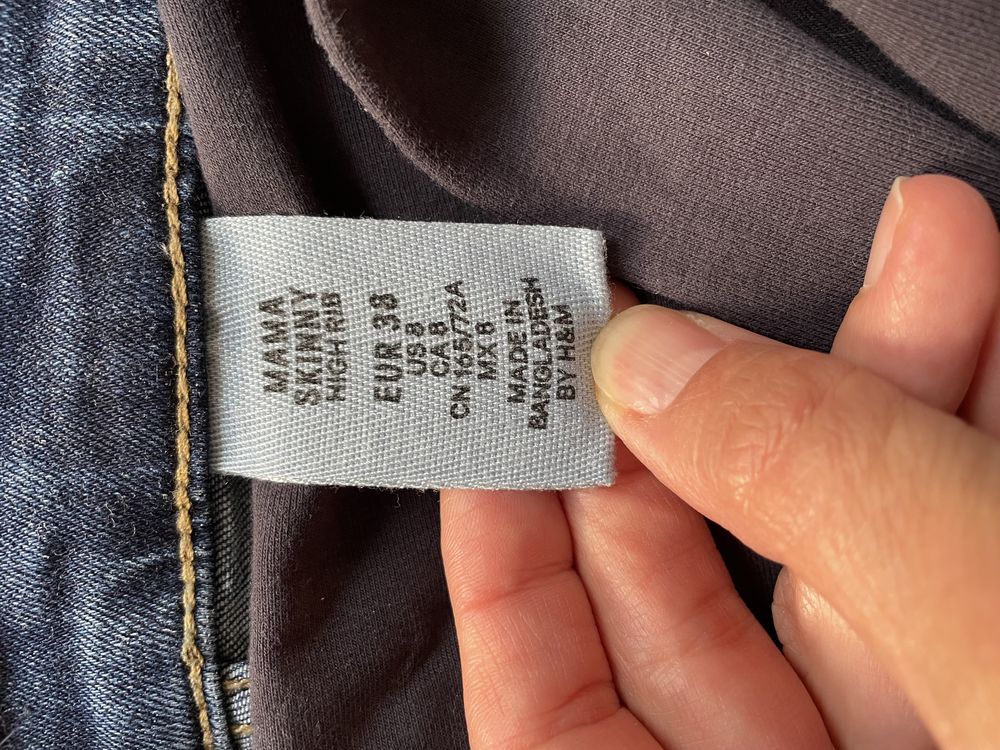 MAMA
SKINNY
HIGH RIB
EUR 38
US 8
CA 8
CN 165/72A
MX 8
MADE IN
BANGLADESH
BY H&M